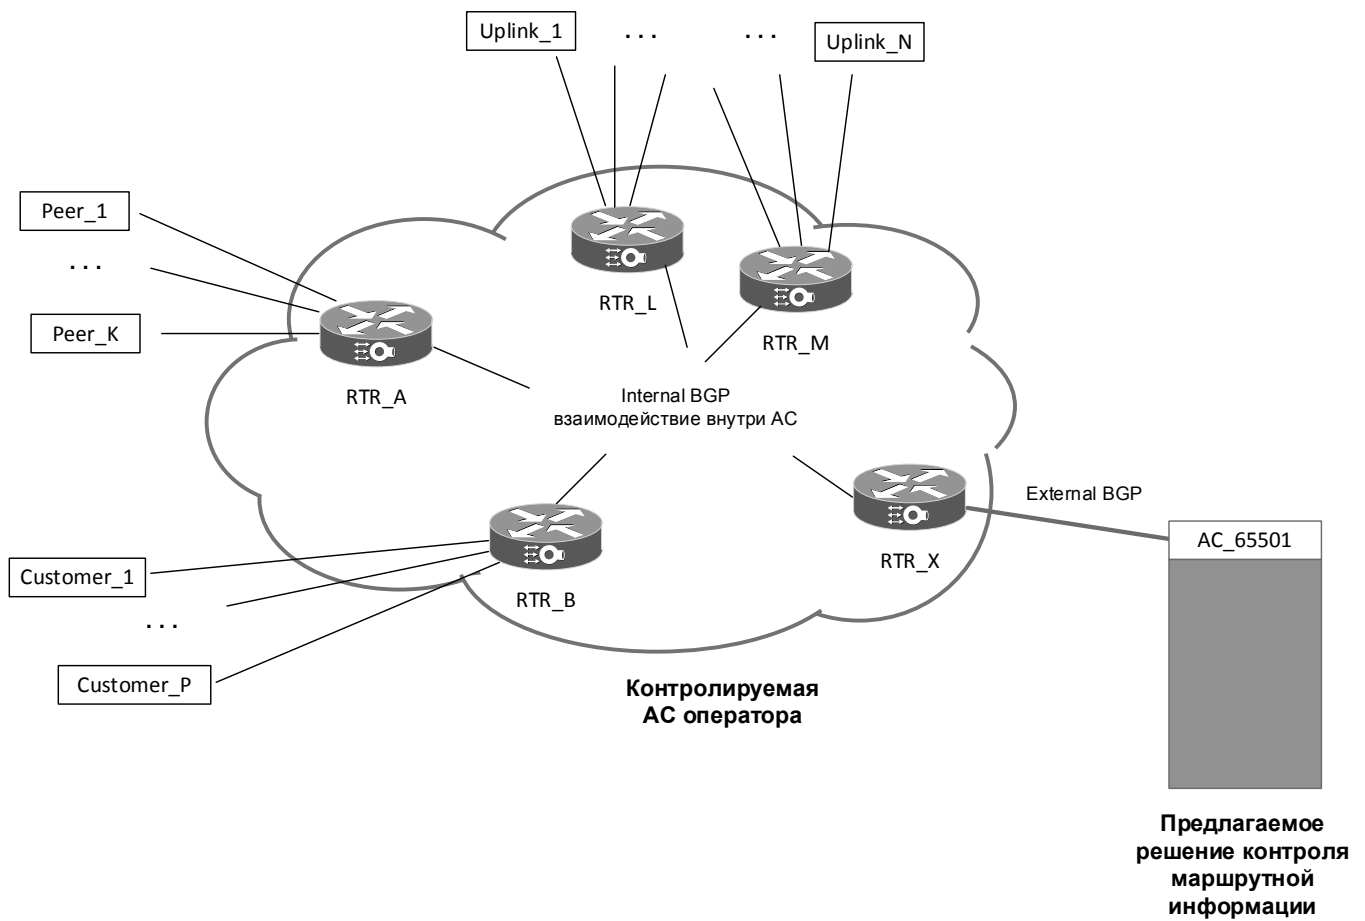 Uplink_1
. . .
. . .
Uplink_N
Peer_1
. . .
Peer_K
RTR_A
RTR_L
RTR_M
Internal BGP
взаимодействие внутри АС
External BGP
AC_65501
RTR_X
RTR_B
Customer_1
. . .
Customer_P
Контролируемая
АС оператора
Предлагаемое
решение контроля
маршрутной
информации